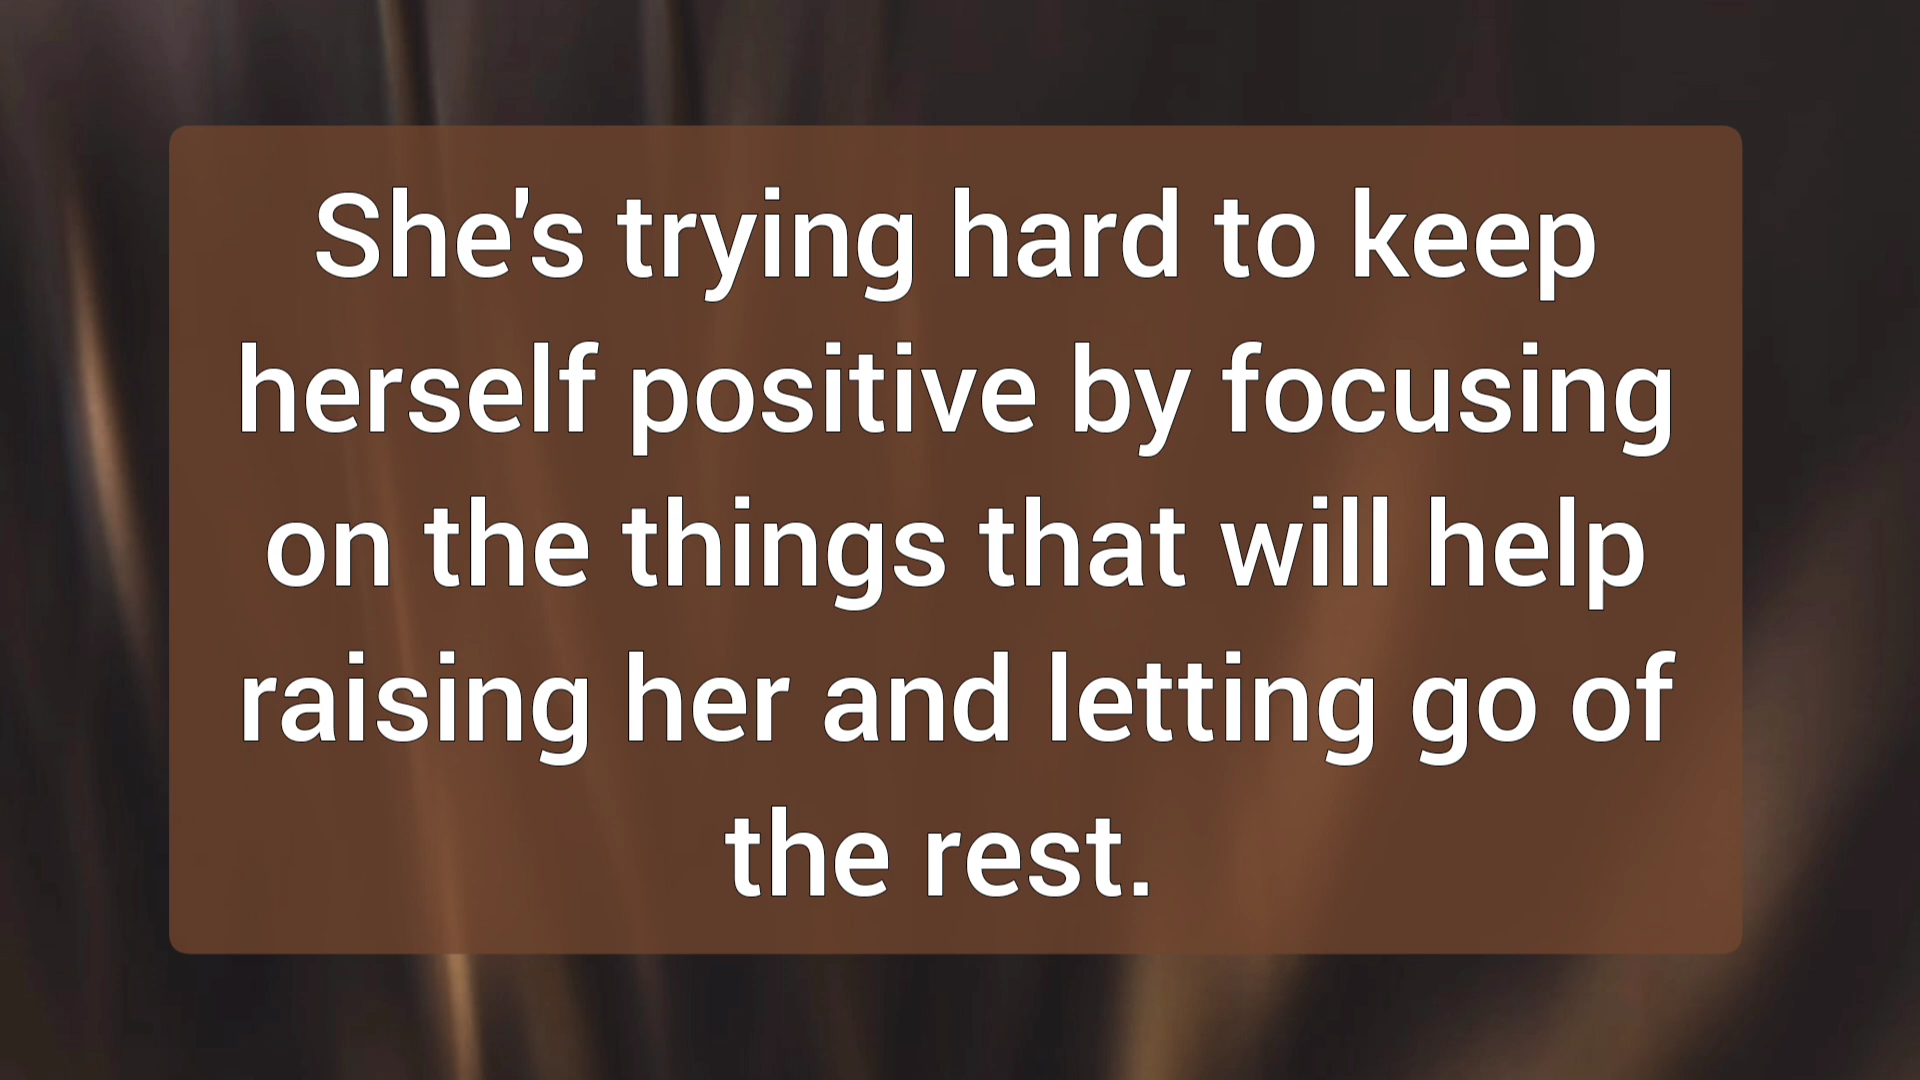 She's trying hard to keep
herself positive by focusing
on the things that will help
raising her and letting go of
the rest.